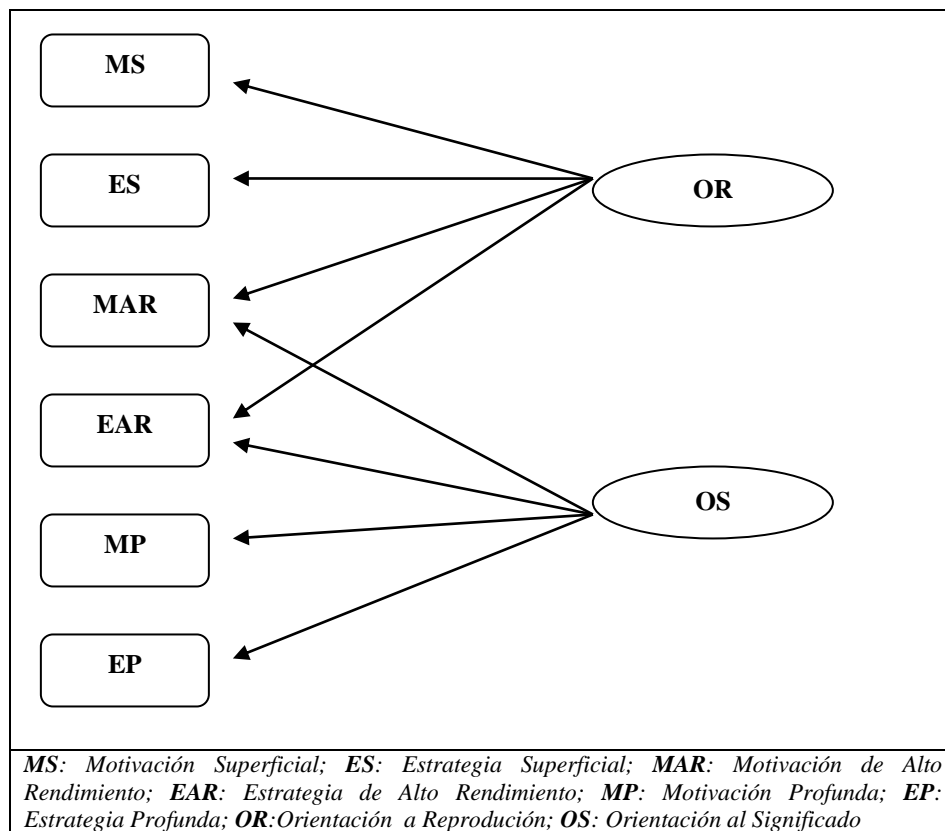 MS
ES
OR
MAR
EAR
OS
MP
EP
MS: Motivación Superficial; ES: Estrategia Superficial; MAR: Motivación de Alto
Rendimiento; EAR: Estrategia de Alto Rendimiento; MP: Motivación Profunda; EP:
Estrategia Profunda; OR:Orientación a Reprodución; OS: Orientación al Significado